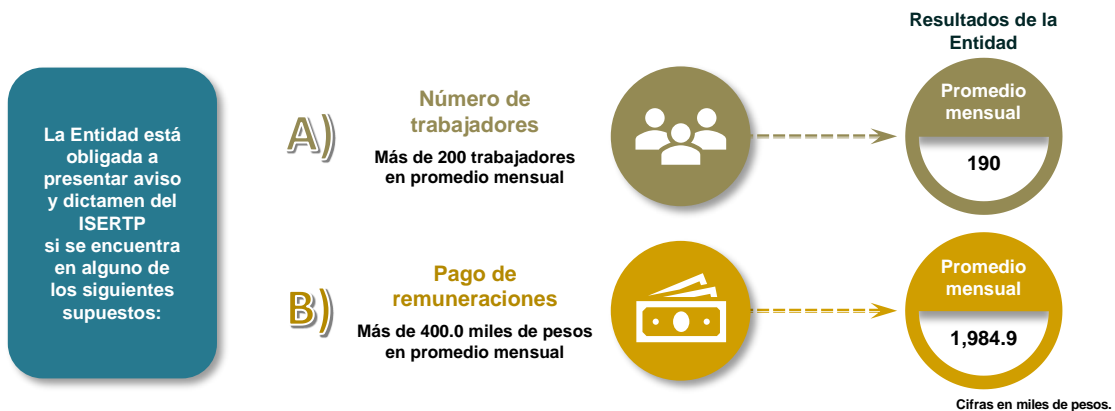 La Entidad está
obligada a
presentar aviso
y dictamen del
ISERTP
si se encuentra
en alguno de
los siguientes
supuestos:
A)
Número de
trabajadores
Más de 200 trabajadores
en promedio mensual
Resultados de la
Entidad
Promedio
mensual
190
B)
Pago de
remuneraciones
Más de 400.0 miles de pesos
en promedio mensual
Promedio
mensual
1,984.9
Cifras en miles de pesos.